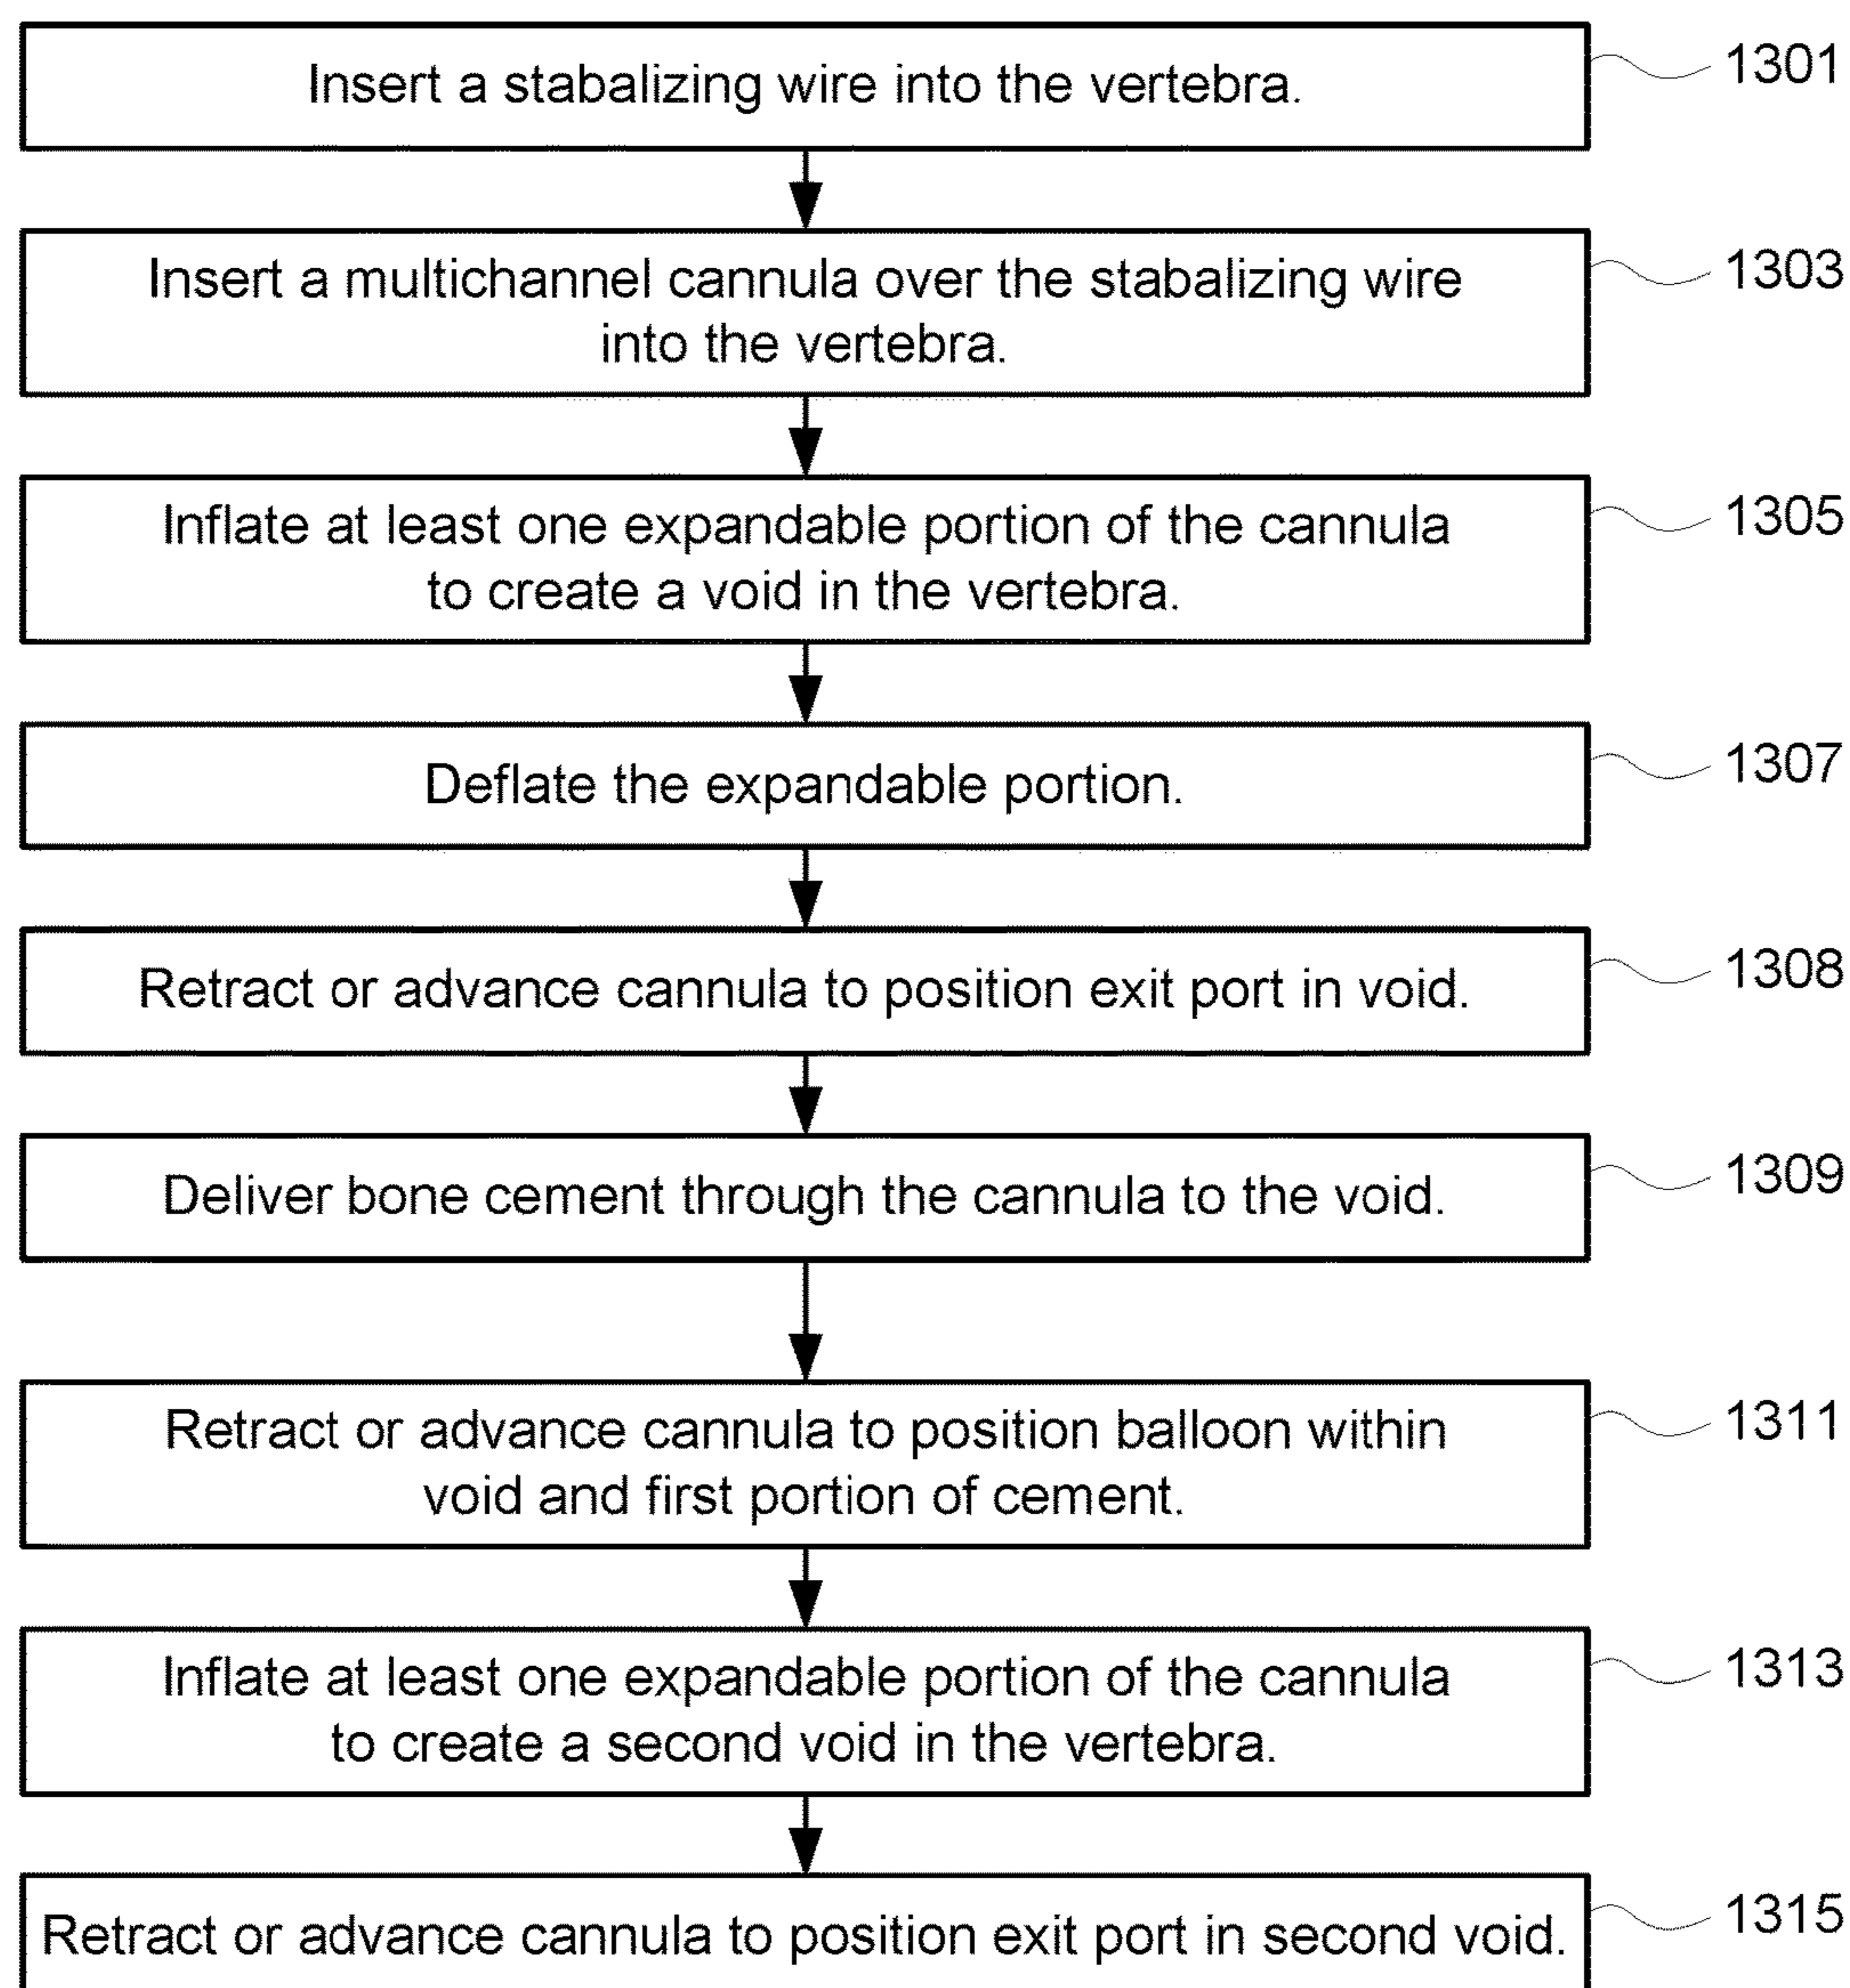 Insert a stabalizing wire into the vertebra.
1301
Insert a multichannel cannula over the stabalizing wire
into the vertebra.
1303
Inflate at least one expandable portion of the cannula
to create a void in the vertebra.
1305
Deflate the expandable portion.
1307
Retract or advance cannula to position exit port in void.
1308
Deliver bone cement through the cannula to the void.
1309
Retract or advance cannula to position balloon within
void and first portion of cement.
1311
Inflate at least one expandable portion of the cannula
to create a second void in the vertebra.
1313
Retract or advance cannula to position exit port in second void.
1315